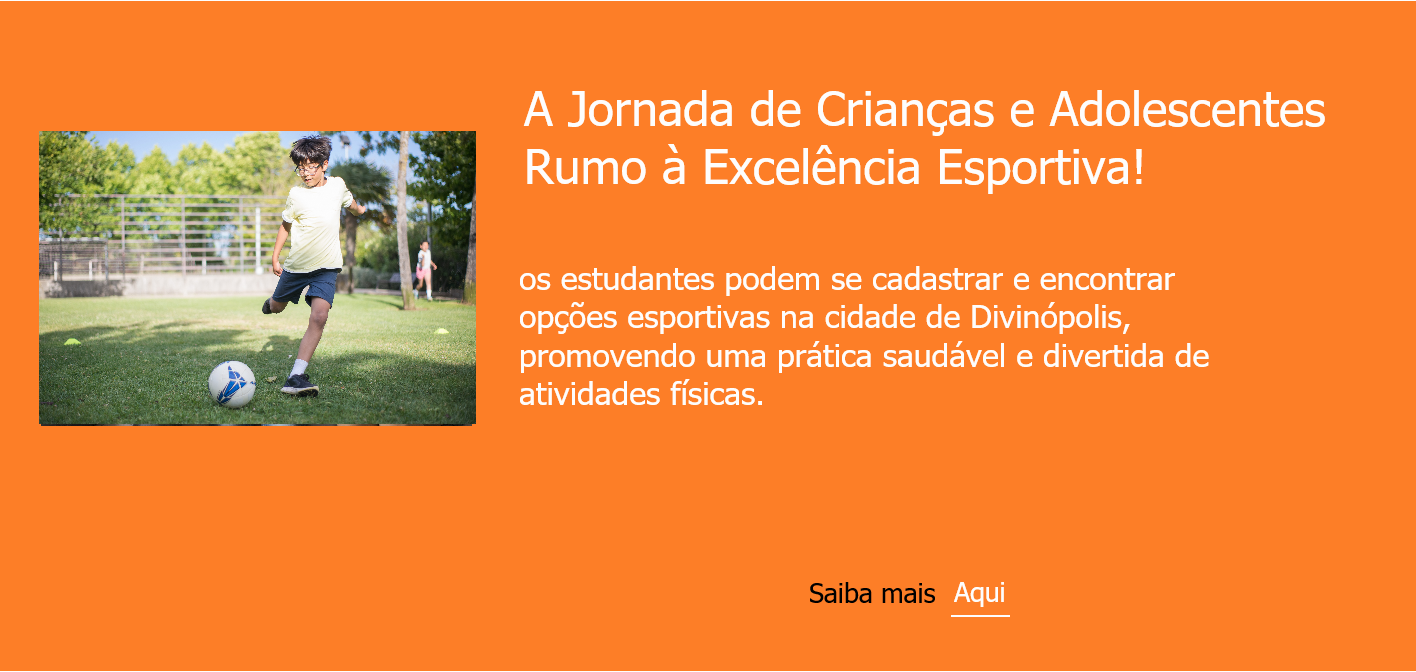 A Jornada de Crianças e Adolescentes
Rumo à Excelência Esportiva!
os estudantes podem se cadastrar e encontrar
opções esportivas na cidade de Divinópolis,
promovendo uma prática saudável e divertida de
atividades físicas.
Saiba mais Aqui